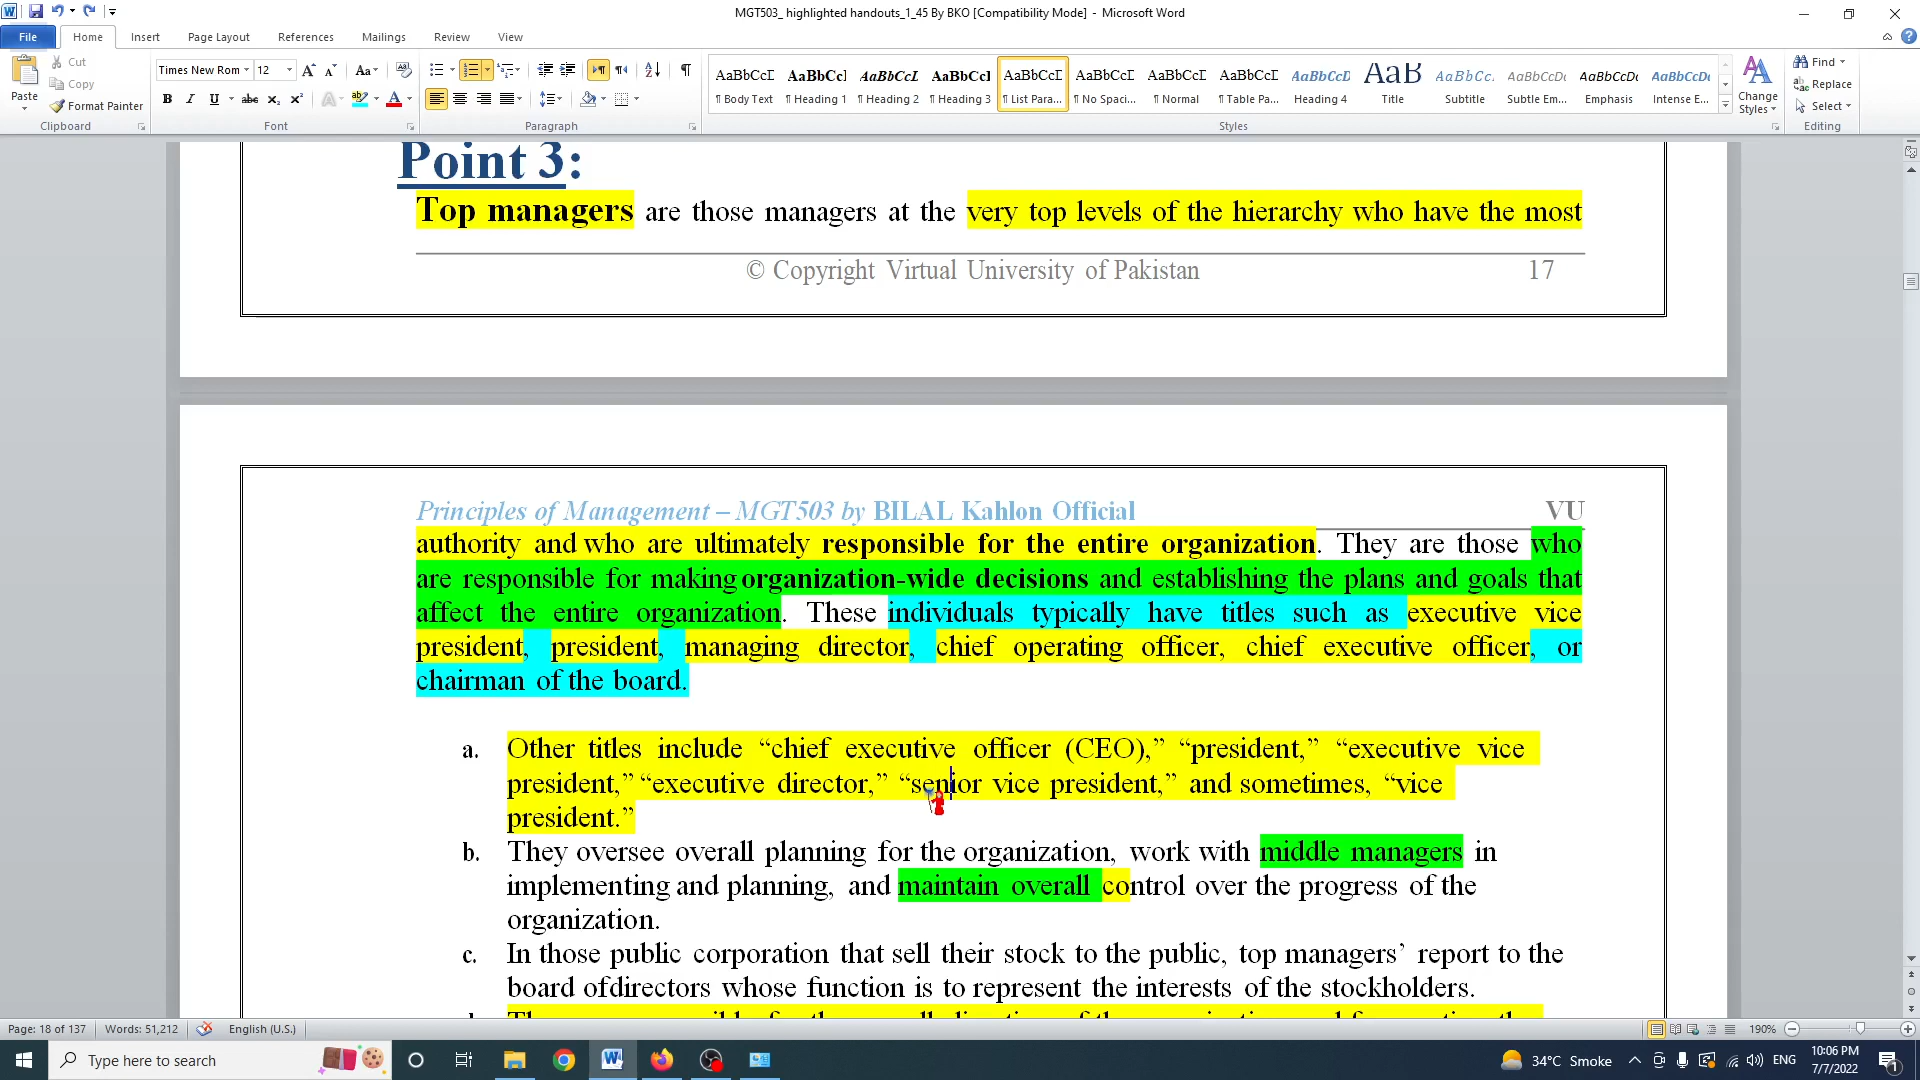 MGT503_ highlighted handouts_1_45 By BKO [Compatibility Mode] - Microsoft Word
File Home Insert Page Layout References Mailings Review View
Paste Cut Copy Format Painter
Clipboard
Times New Rom 12
Font
Paragraph
AaBbCcD AaBbCcI AaBbCcL AaBbCcI AaBbCcD AaBbCcD AaBbCcD AaBbCcD AaBbCcD AaB AaBbCc. AaBbCcDc AaBbCcDc AaBbCcDc
¶ Body Text ¶ Heading 1 ¶ Heading 2 ¶ Heading 3 ¶ List Para... ¶ No Spaci... ¶ Normal ¶ Table Pa... Heading 4 Title Subtitle Subtle Em... Emphasis Intense E...
Styles
Change Styles
Find
Replace
Select
Editing
Point 3:
Top managers are those managers at the very top levels of the hierarchy who have the most
© Copyright Virtual University of Pakistan 17
Principles of Management – MGT503 by BILAL Kahlon Official VU
authority and who are ultimately responsible for the entire organization. They are those who
are responsible for making organization-wide decisions and establishing the plans and goals that
affect the entire organization. These individuals typically have titles such as executive vice
president, president, managing director, chief operating officer, chief executive officer, or
chairman of the board.
a. Other titles include “chief executive officer (CEO),” “president,” “executive vice
president,” “executive director,” “senior vice president,” and sometimes, “vice
president.”
b. They oversee overall planning for the organization, work with middle managers in
implementing and planning, and maintain overall control over the progress of the
organization.
c. In those public corporation that sell their stock to the public, top managers’ report to the
board ofdirectors whose function is to represent the interests of the stockholders.
Page: 18 of 137 Words: 51,212 English (U.S.) 190%
Type here to search
34°C Smoke ENG 10:06 PM
7/7/2022